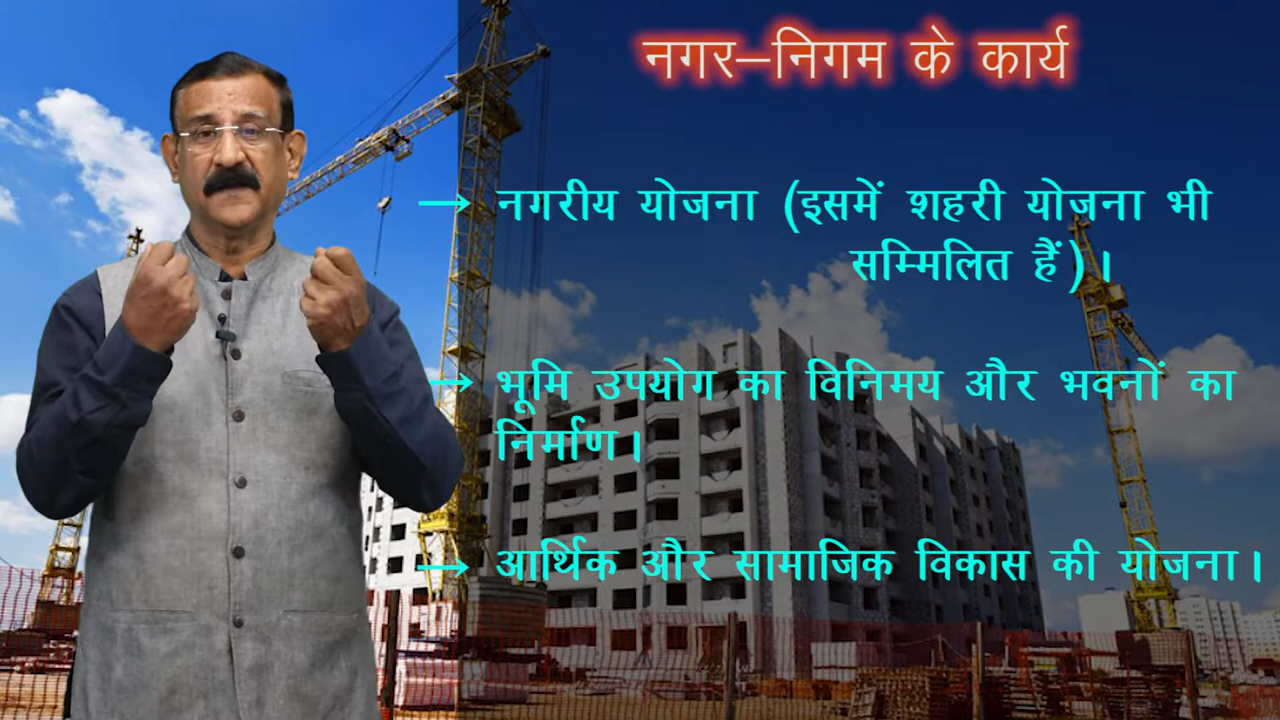 नगर–निगम के कार्य
→ नगरीय योजना (इसमें शहरी योजना भी
सम्मिलित हैं)।
→ भूमि उपयोग का विनिमय और भवनों का
निर्माण।
→ आर्थिक और सामाजिक विकास की योजना।